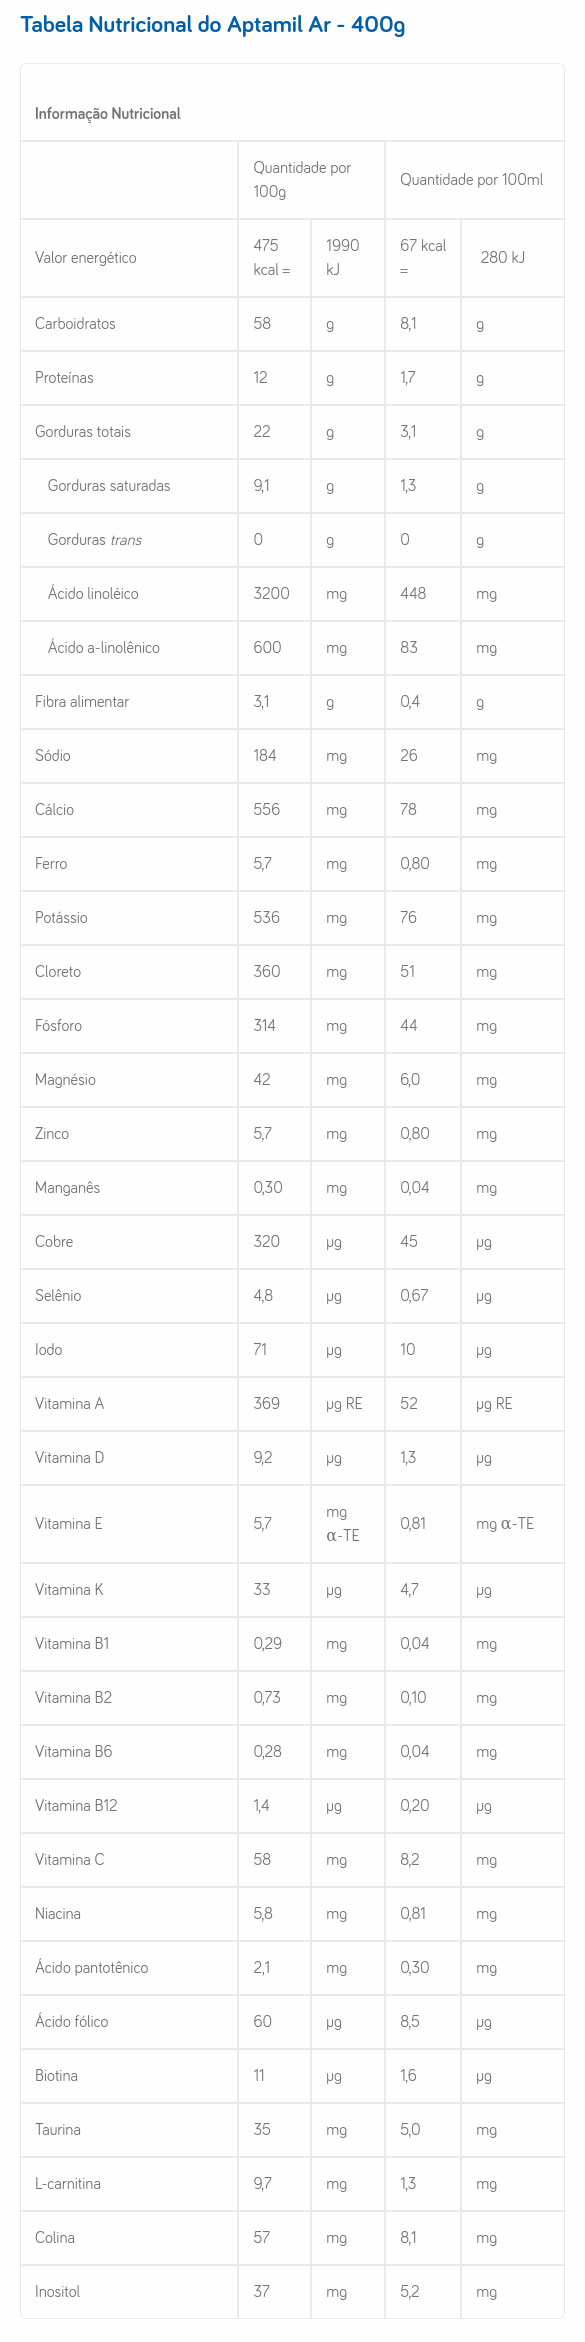 Tabela Nutricional do Aptamil Ar - 400g
Informação Nutricional
Quantidade por 100g Quantidade por 100ml
Valor energético 475 kcal = 1990 kJ 67 kcal = 280 kJ
Carboidratos 58 g 8,1 g
Proteínas 12 g 1,7 g
Gorduras totais 22 g 3,1 g
Gorduras saturadas 9,1 g 1,3 g
Gorduras trans 0 g 0 g
Ácido linoléico 3200 mg 448 mg
Ácido a-linolênico 600 mg 83 mg
Fibra alimentar 3,1 g 0,4 g
Sódio 184 mg 26 mg
Cálcio 556 mg 78 mg
Ferro 5,7 mg 0,80 mg
Potássio 536 mg 76 mg
Cloreto 360 mg 51 mg
Fósforo 314 mg 44 mg
Magnésio 42 mg 6,0 mg
Zinco 5,7 mg 0,80 mg
Manganês 0,30 mg 0,04 mg
Cobre 320 µg 45 µg
Selênio 4,8 µg 0,67 µg
Iodo 71 µg 10 µg
Vitamina A 369 µg RE 52 µg RE
Vitamina D 9,2 µg 1,3 µg
Vitamina E 5,7 mg α-TE 0,81 mg α-TE
Vitamina K 33 µg 4,7 µg
Vitamina B1 0,29 mg 0,04 mg
Vitamina B2 0,73 mg 0,10 mg
Vitamina B6 0,28 mg 0,04 mg
Vitamina B12 1,4 µg 0,20 µg
Vitamina C 58 mg 8,2 mg
Niacina 5,8 mg 0,81 mg
Ácido pantotênico 2,1 mg 0,30 mg
Ácido fólico 60 µg 8,5 µg
Biotina 11 µg 1,6 µg
Taurina 35 mg 5,0 mg
L-carnitina 9,7 mg 1,3 mg
Colina 57 mg 8,1 mg
Inositol 37 mg 5,2 mg